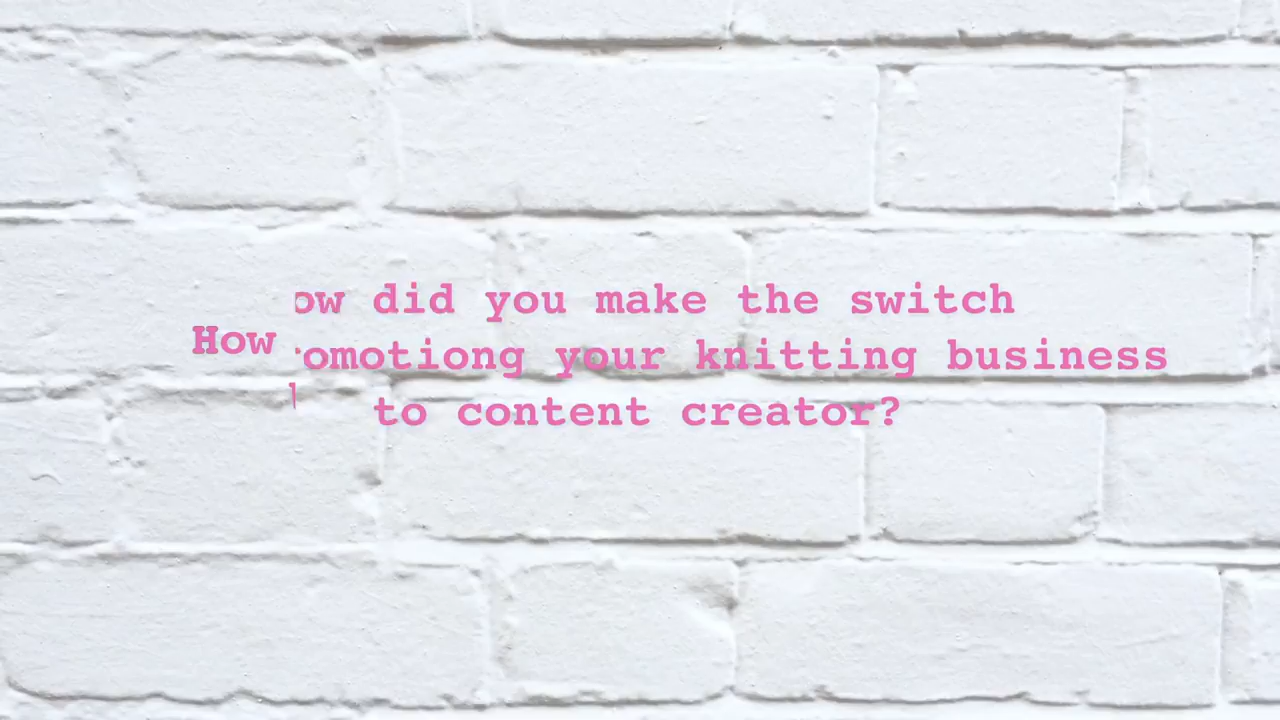 How
ow did you make the switch
omotiong your knitting business
to content creator?